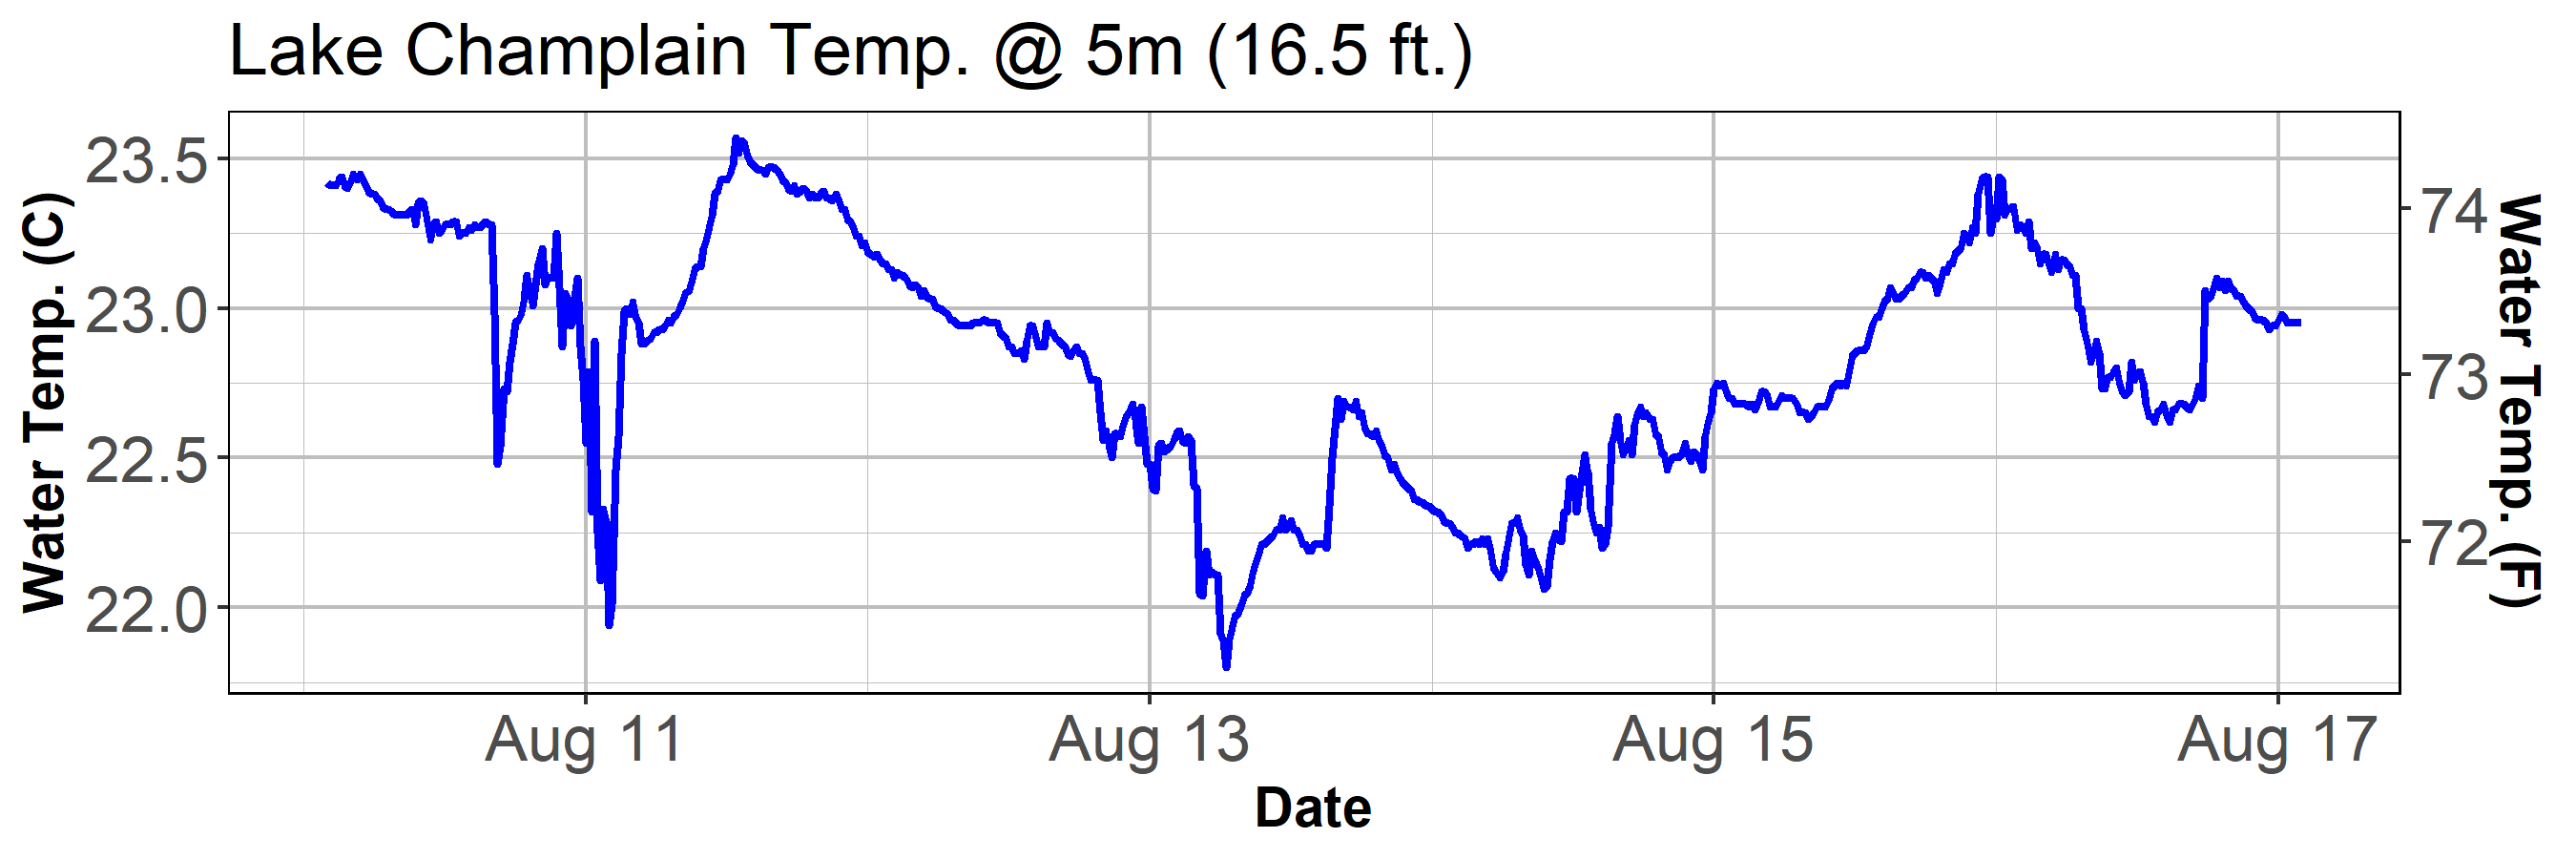 Lake Champlain Temp. @ 5m (16.5 ft.)
Water Temp. (C)
23.5
23.0
22.5
22.0
74
73
72
Water Temp. (F)
Aug 11
Aug 13
Aug 15
Aug 17
Date